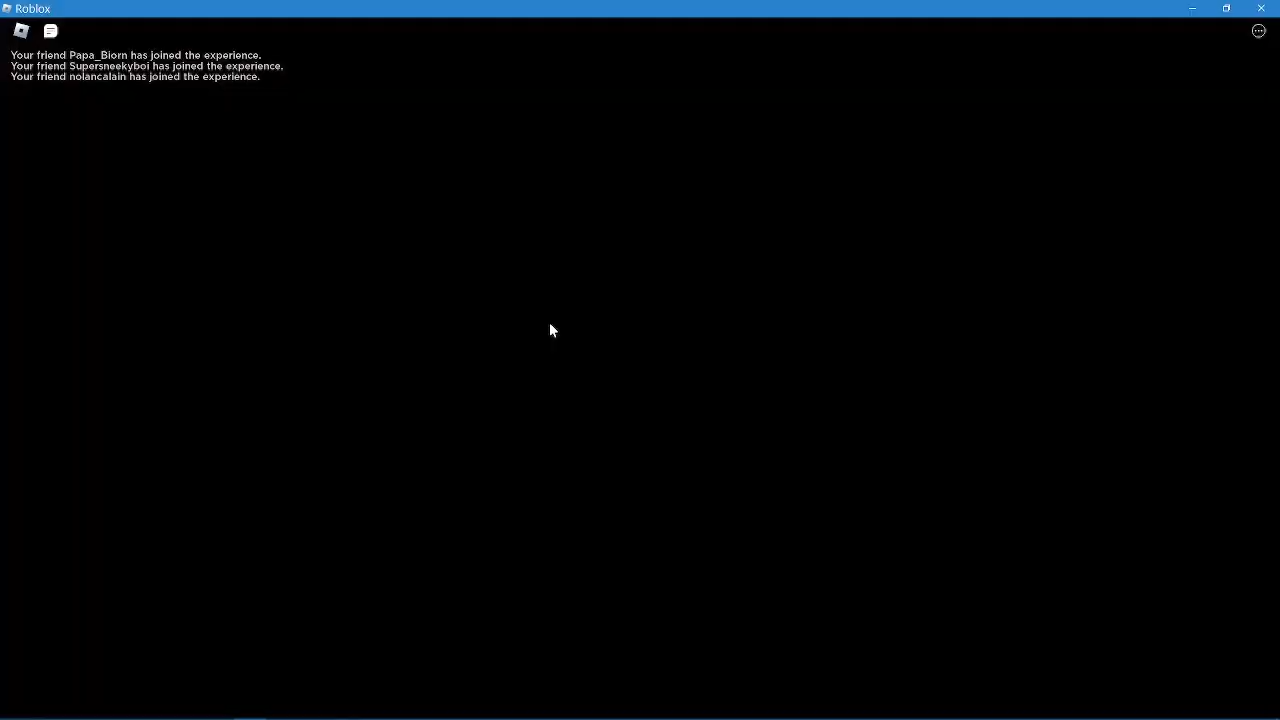 Roblox
Your friend Papa_Biorn has joined the experience.
Your friend Supersneekyboi has joined the experience.
Your friend nolancalain has joined the experience.